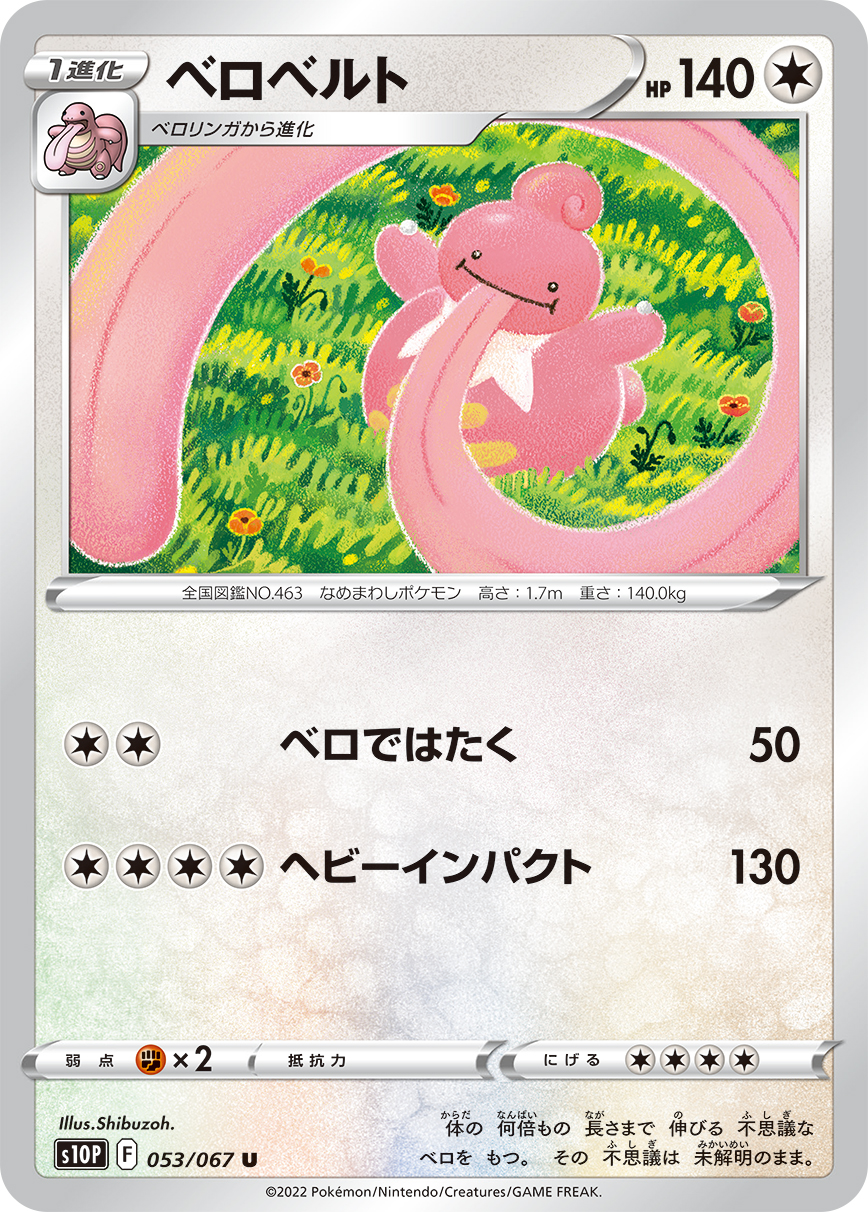 1進化
ベロベルト
HP 140
ベロリンガから進化
全国図鑑NO.463 なめまわしポケモン 高さ：1.7m 重さ：140.0kg
ベロではたく 50
ヘビーインパクト 130
弱点 ×2 抵抗力 にげる
Illus.Shibuzoh.
からだ なんばい なが の ふしぎ
体の 何倍もの 長さまで 伸びる 不思議な
ふしぎ みかいめい
ベロを もつ。 その 不思議は 未解明のまま。
s10P F 053/067 U
©2022 Pokémon/Nintendo/Creatures/GAME FREAK.